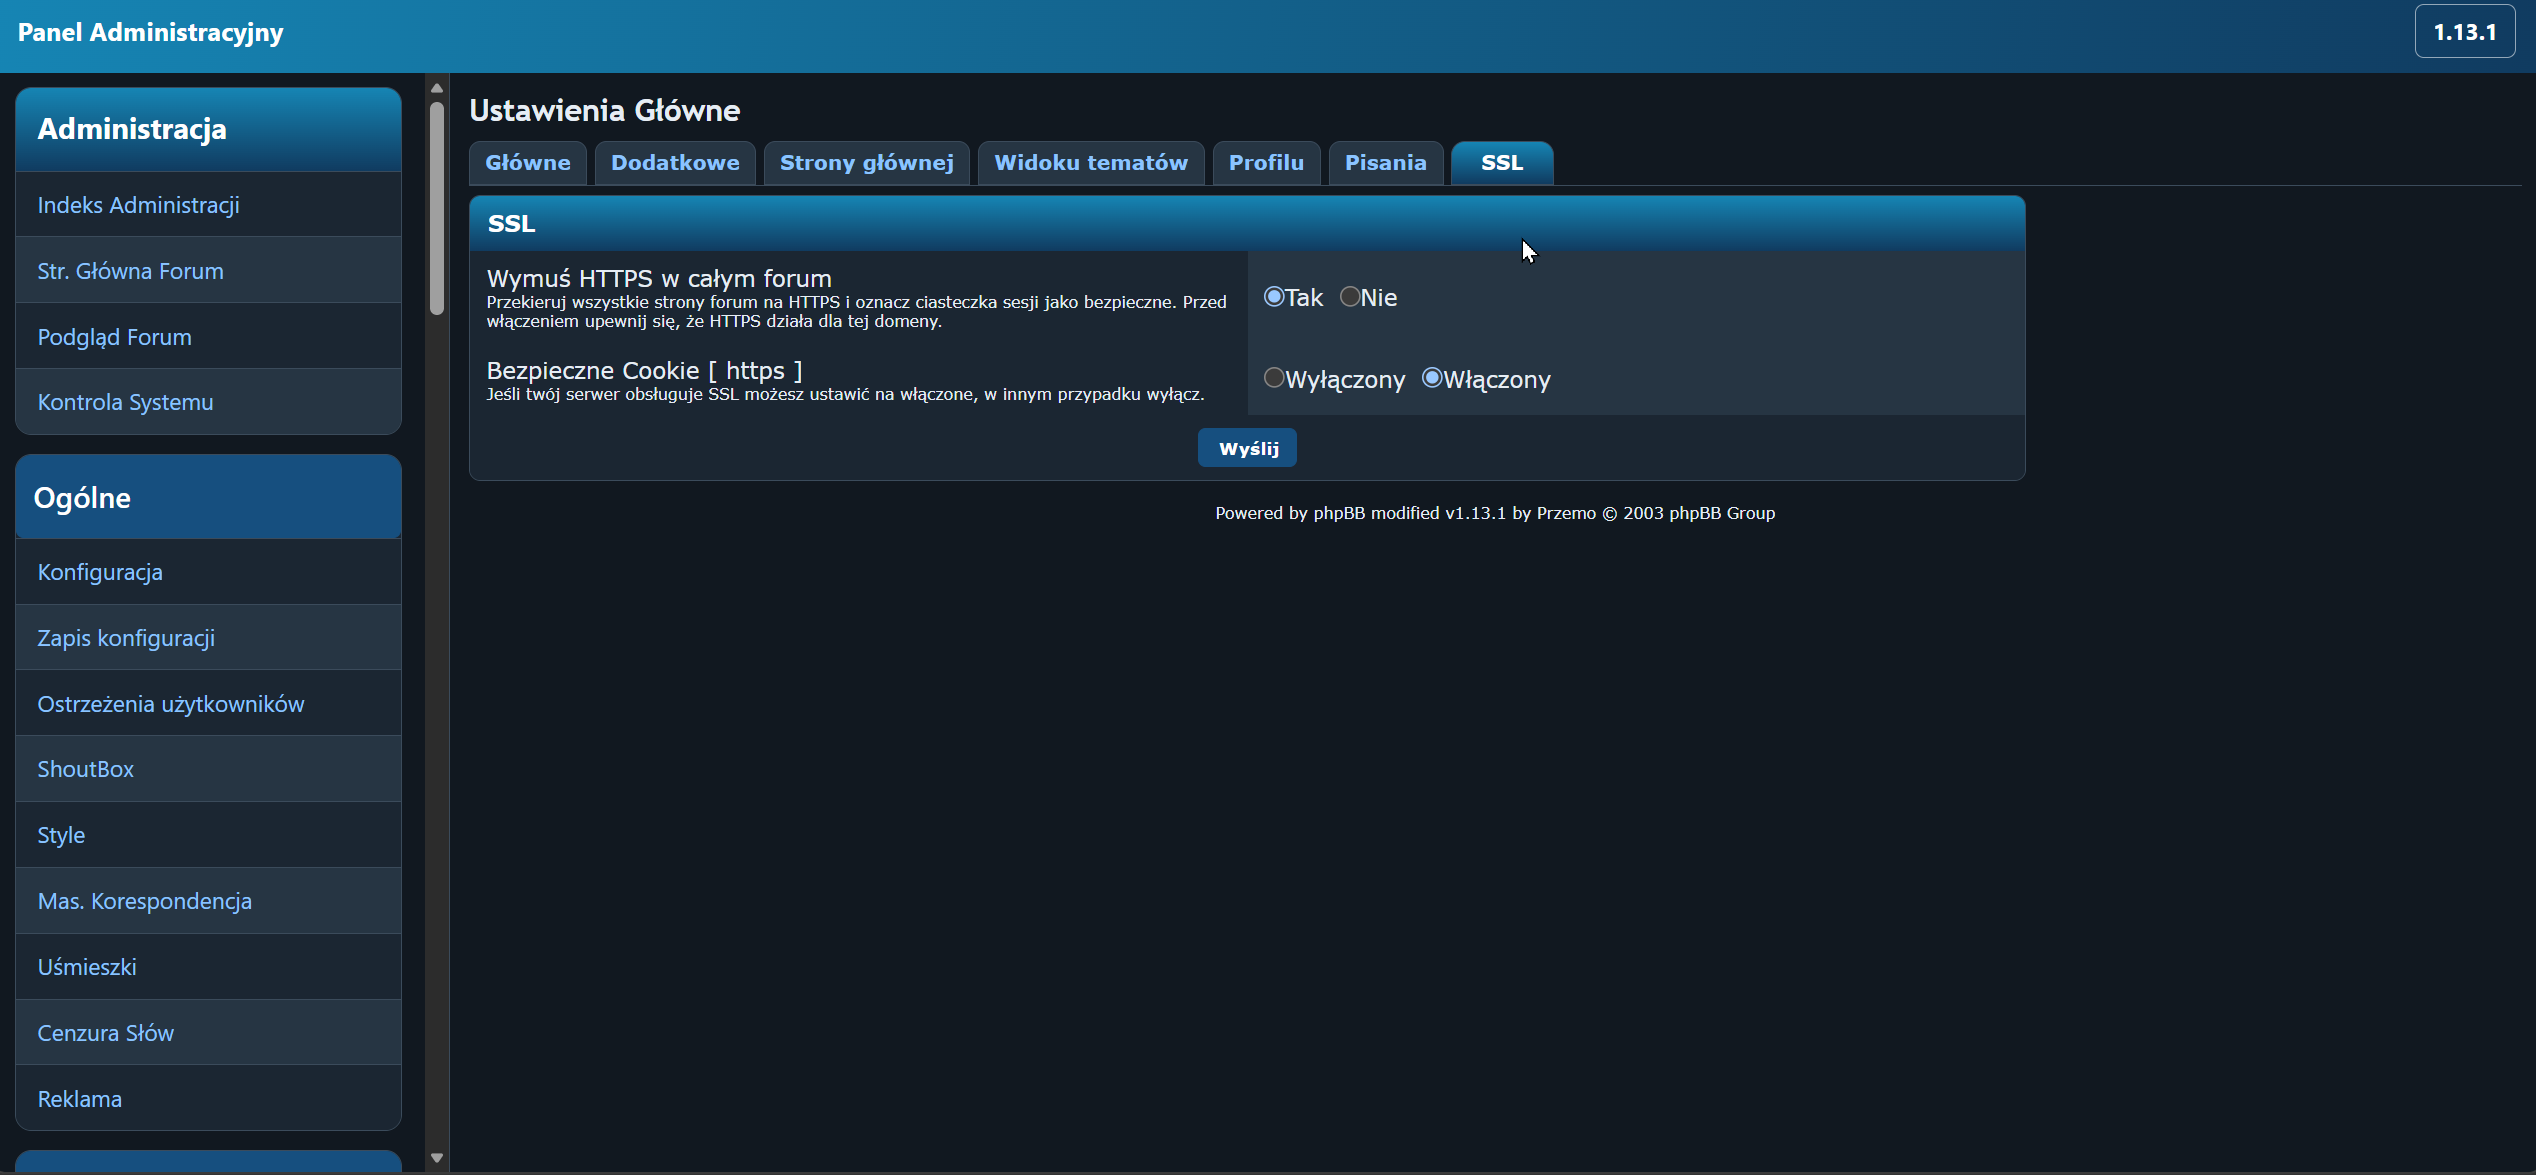 Panel Administracyjny
1.13.1
Administracja
Indeks Administracji
Str. Główna Forum
Podgląd Forum
Kontrola Systemu
Ogólne
Konfiguracja
Zapis konfiguracji
Ostrzeżenia użytkowników
ShoutBox
Style
Mas. Korespondencja
Uśmieszki
Cenzura Słów
Reklama
Ustawienia Główne
Główne Dodatkowe Strony głównej Widoku tematów Profilu Pisania SSL
SSL
Wymuś HTTPS w całym forum
Przekieruj wszystkie strony forum na HTTPS i oznacz ciasteczka sesji jako bezpieczne. Przed
włączeniem upewnij się, że HTTPS działa dla tej domeny.
Tak Nie
Bezpieczne Cookie [ https ]
Jeśli twój serwer obsługuje SSL możesz ustawić na włączone, w innym przypadku wyłącz.
Wyłączony Włączony
Wyślij
Powered by phpBB modified v1.13.1 by Przemo © 2003 phpBB Group